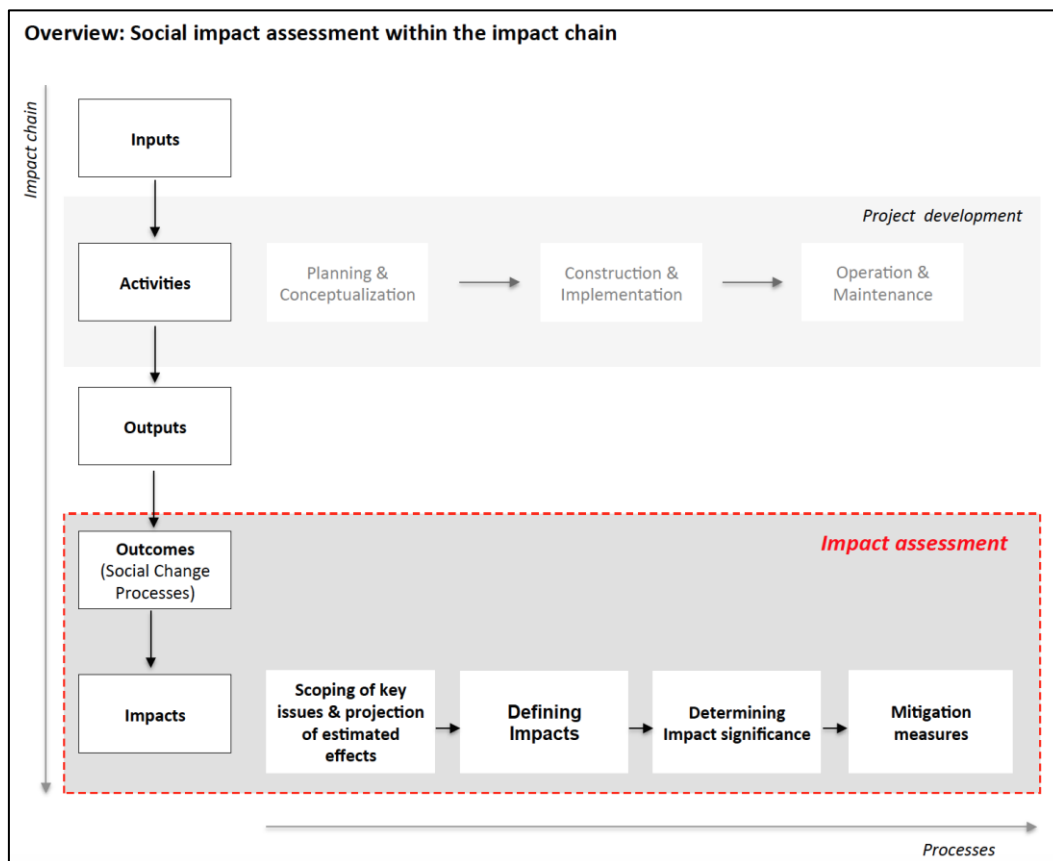 Overview: Social impact assessment within the impact chain
Impact chain
Inputs
Project development
Activities
Planning &
Conceptualization
Construction &
Implementation
Operation &
Maintenance
Outputs
Outcomes
(Social Change
Processes)
Impact assessment
Impacts
Scoping of key
issues & projection
of estimated
effects
Defining
Impacts
Determining
Impact significance
Mitigation
measures
Processes